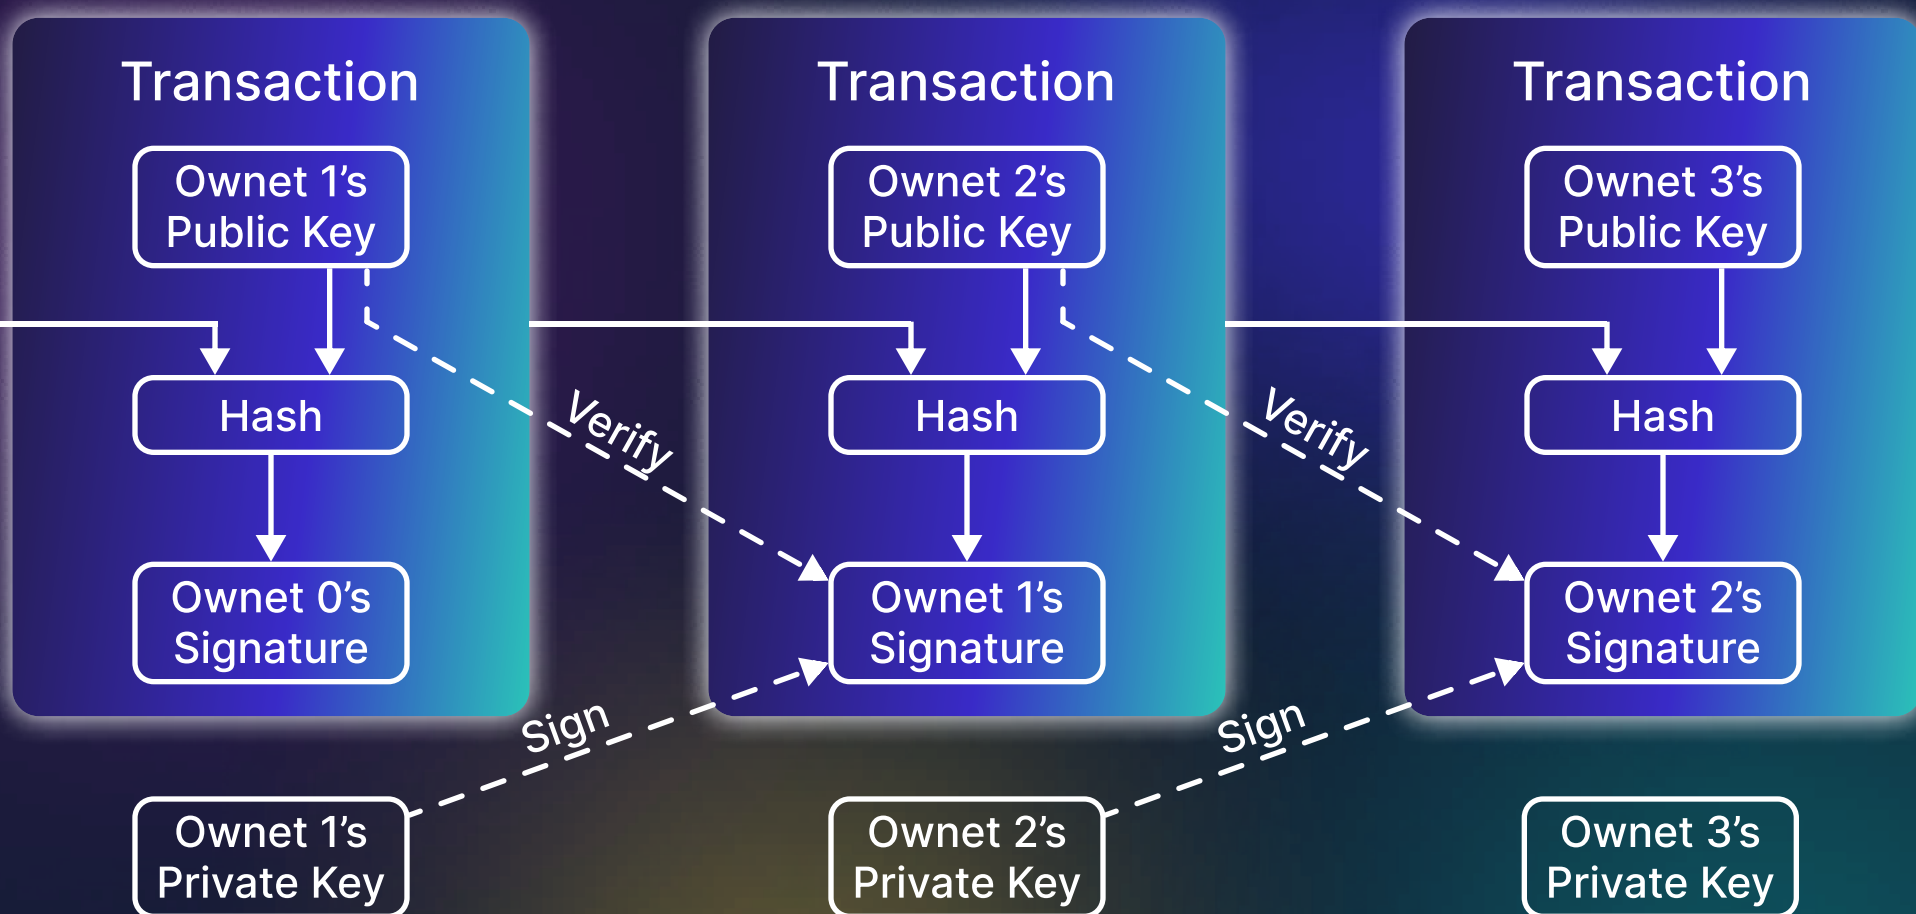 Transaction
Ownet 1’s
Public Key
Hash
Ownet 0’s
Signature
Transaction
Ownet 2’s
Public Key
Hash
Ownet 1’s
Signature
Transaction
Ownet 3’s
Public Key
Hash
Ownet 2’s
Signature
Verify
Verify
Sign
Sign
Ownet 1’s
Private Key
Ownet 2’s
Private Key
Ownet 3’s
Private Key